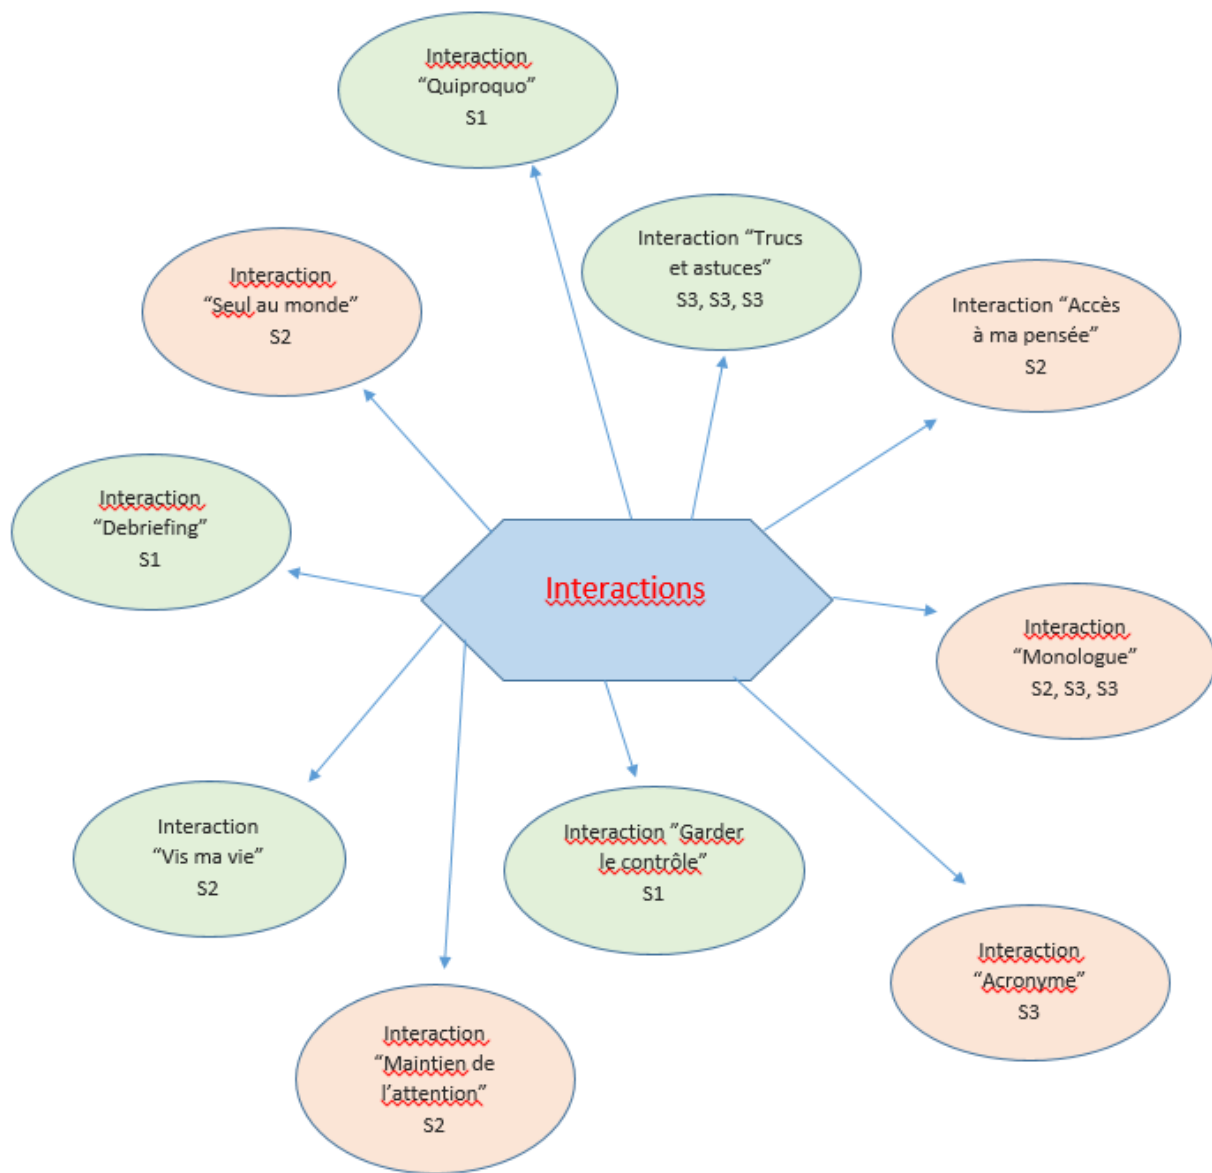 Interaction
“Quiproquo”
S1
Interaction “Trucs
et astuces”
S3, S3, S3
Interaction
“Seul au monde”
S2
Interaction “Accès
à ma pensée”
S2
Interaction
“Debriefing”
S1
Interactions
Interaction
“Monologue”
S2, S3, S3
Interaction
“Vis ma vie”
S2
Interaction ”Garder
le contrôle”
S1
Interaction
“Acronyme”
S3
Interaction
“Maintien de
l’attention”
S2